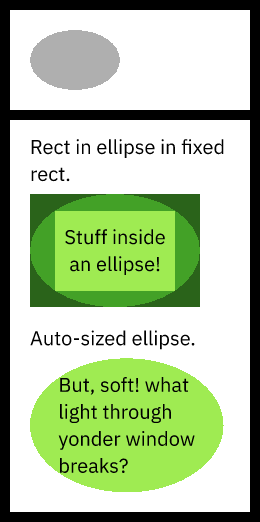 Rect in ellipse in fixed
rect.
Stuff inside
an ellipse!
Auto-sized ellipse.
But, soft! what
light through
yonder window
breaks?